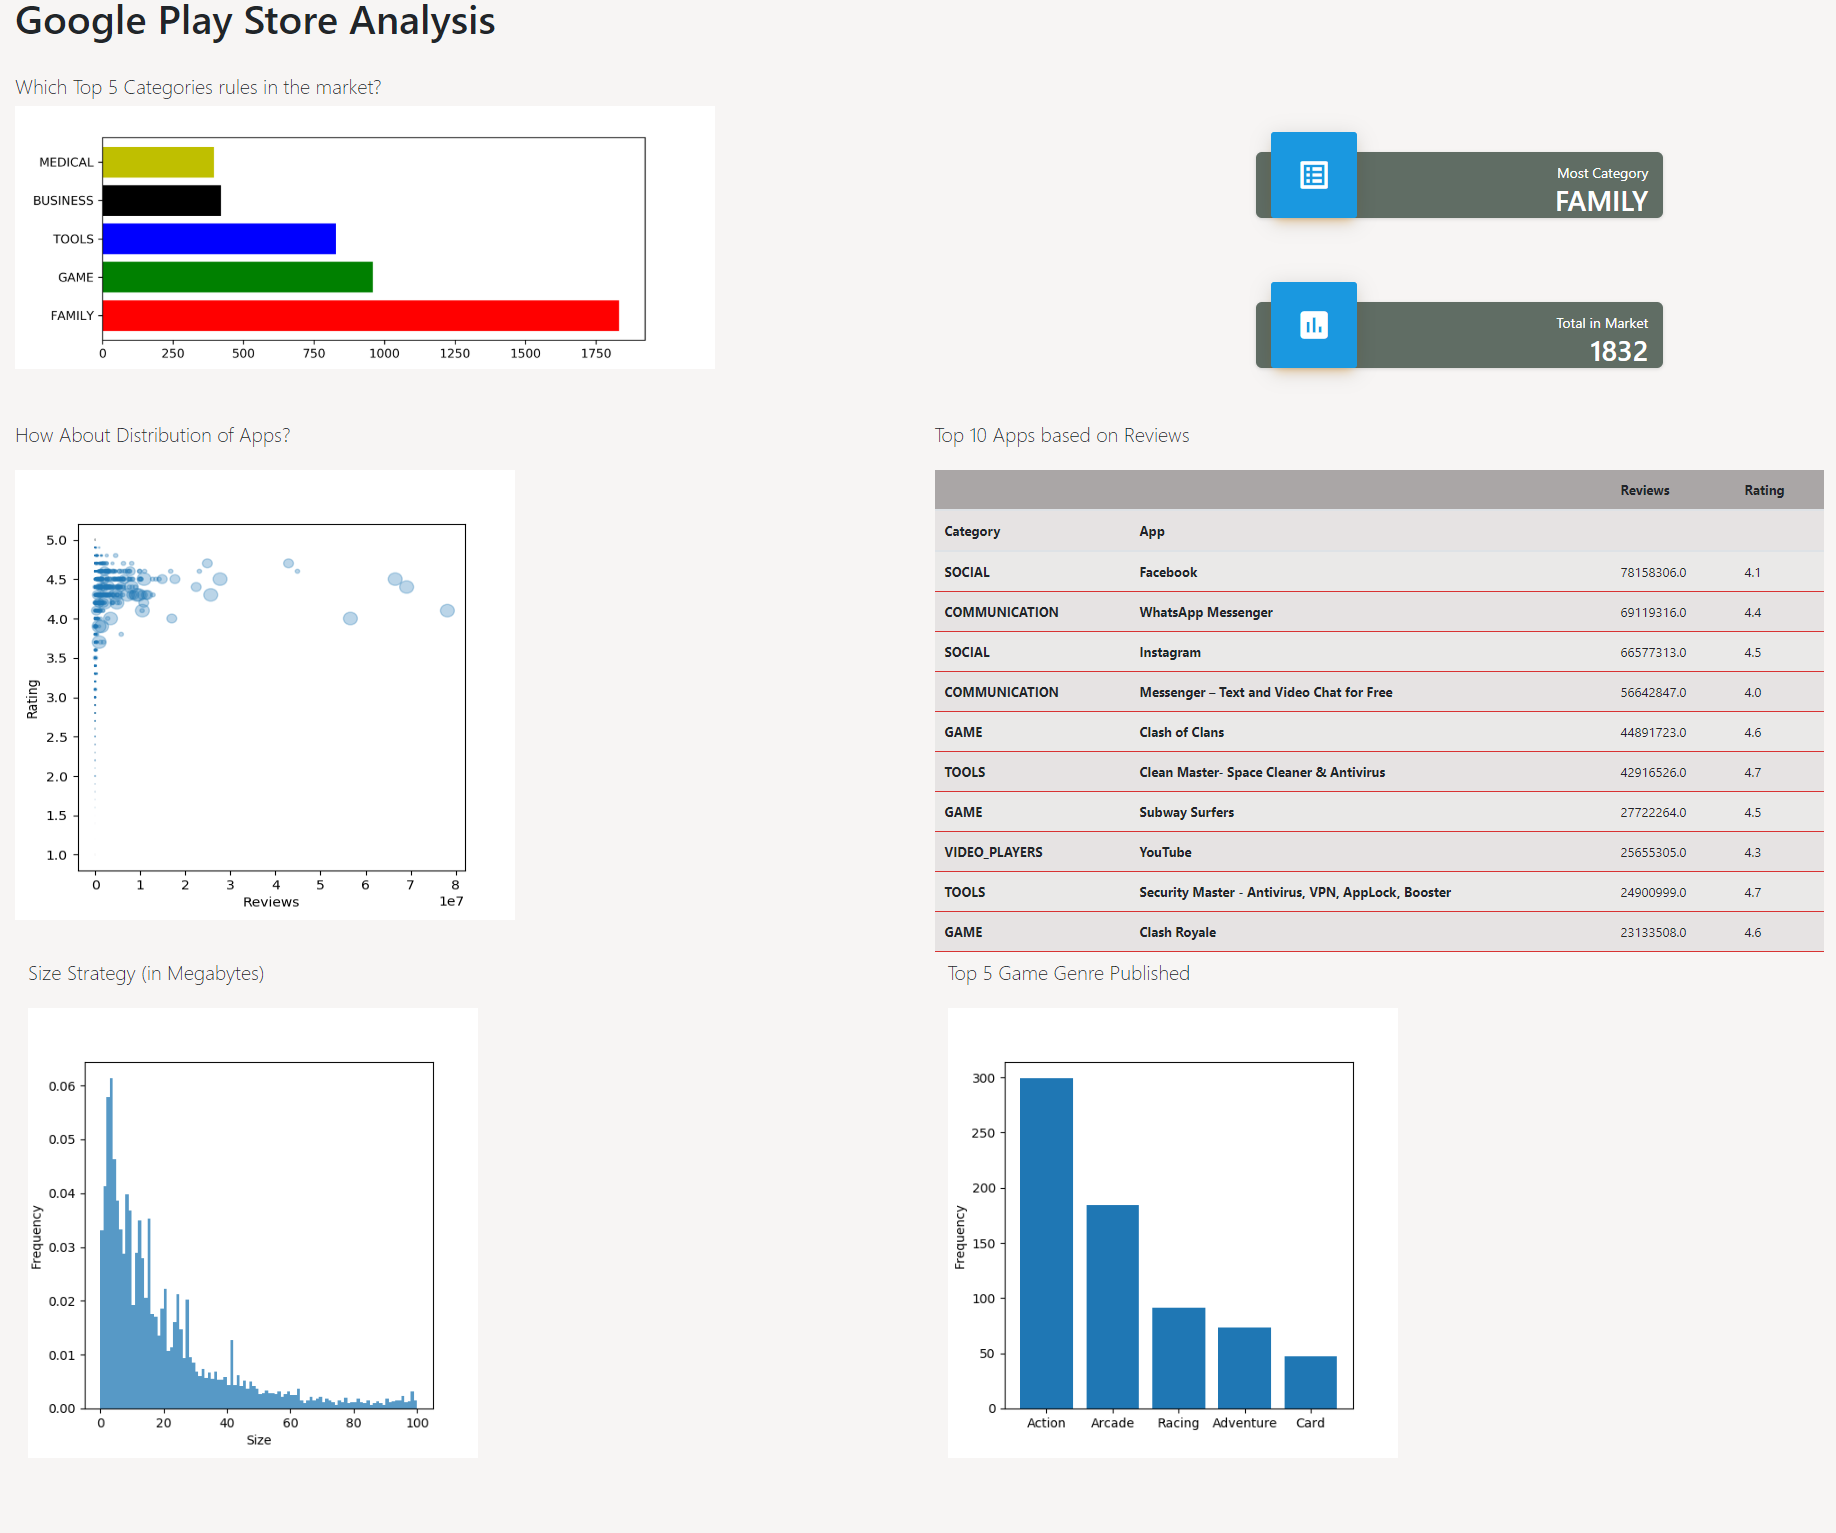 Google Play Store Analysis
Which Top 5 Categories rules in the market?
MEDICAL
BUSINESS
TOOLS
GAME
FAMILY
0 250 500 750 1000 1250 1500 1750
Most Category
FAMILY
Total in Market
1832
How About Distribution of Apps?
5.0
4.5
4.0
3.5
3.0
2.5
2.0
1.5
1.0
Rating
0 1 2 3 4 5 6 7 8
Reviews
1e7
Top 10 Apps based on Reviews
Reviews Rating
Category App
SOCIAL Facebook 78158306.0 4.1
COMMUNICATION WhatsApp Messenger 69119316.0 4.4
SOCIAL Instagram 66577313.0 4.5
COMMUNICATION Messenger – Text and Video Chat for Free 56642847.0 4.0
GAME Clash of Clans 44891723.0 4.6
TOOLS Clean Master- Space Cleaner & Antivirus 42916526.0 4.7
GAME Subway Surfers 27722264.0 4.5
VIDEO_PLAYERS YouTube 25655305.0 4.3
TOOLS Security Master - Antivirus, VPN, AppLock, Booster 24900999.0 4.7
GAME Clash Royale 23133508.0 4.6
Size Strategy (in Megabytes)
0.06
0.05
0.04
0.03
0.02
0.01
0.00
Frequency
0 20 40 60 80 100
Size
Top 5 Game Genre Published
300
250
200
150
100
50
0
Frequency
Action Arcade Racing Adventure Card